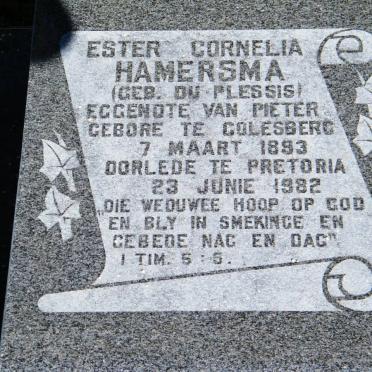 ESTER CORNELIA
HAMERSMA
(GEB. DU PLESSIS)
EGGENOTE VAN PIETER
GEBORE TE COLESBERG
7 MAART 1893
OORLEDE TE PRETORIA
23 JUNIE 1982
„DIE WEDUWEE HOOP OP GOD
EN BLY IN SMEKINGE EN
GEBEDE NAG EN DAG"
I TIM. 5:5.